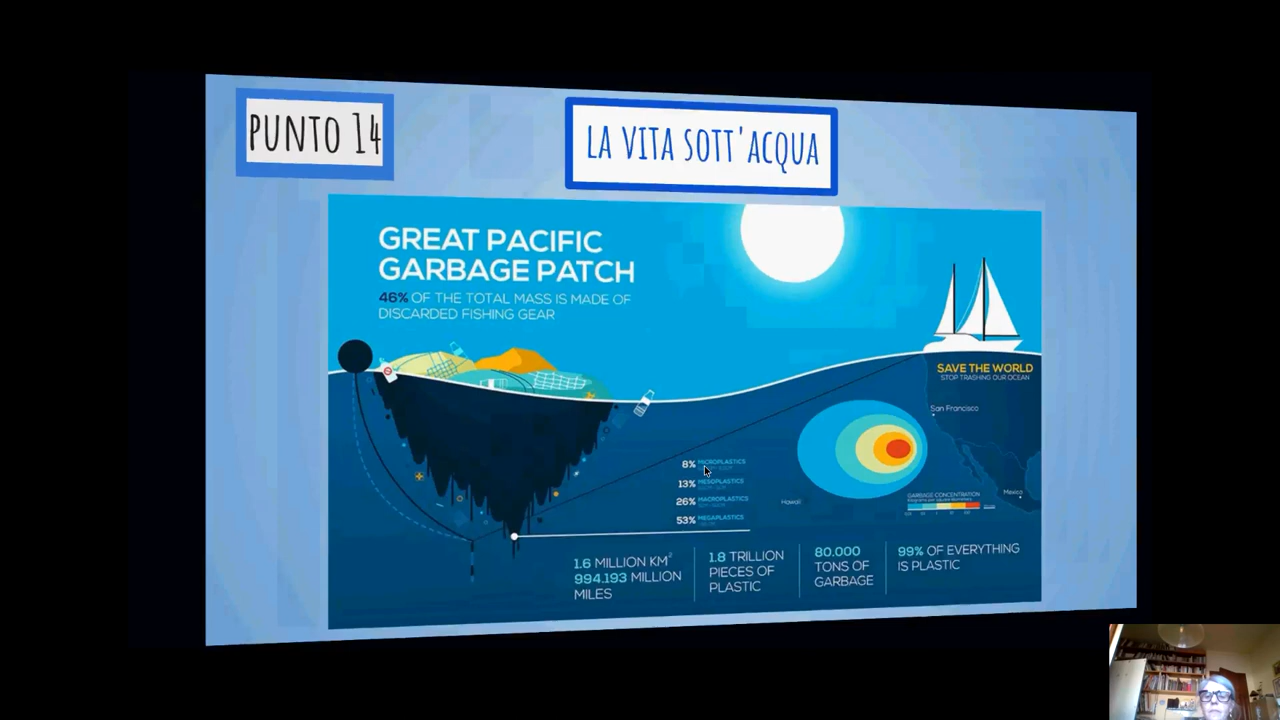 PUNTO 14
LA VITA SOTT'ACQUA
GREAT PACIFIC
GARBAGE PATCH
46% OF THE TOTAL MASS IS MADE OF
DISCARDED FISHING GEAR
SAVE THE WORLD
STOP TRASHING OUR OCEAN
San Francisco
8% MICROPLASTICS
13% MESOPLASTICS
26% MACROPLASTICS
53% MEGAPLASTICS
Hawaii
GARBAGE CONCENTRATION
Mexico
1.6 MILLION KM²
994.193 MILLION
MILES
1.8 TRILLION
PIECES OF
PLASTIC
80.000
TONS OF
GARBAGE
99% OF EVERYTHING
IS PLASTIC